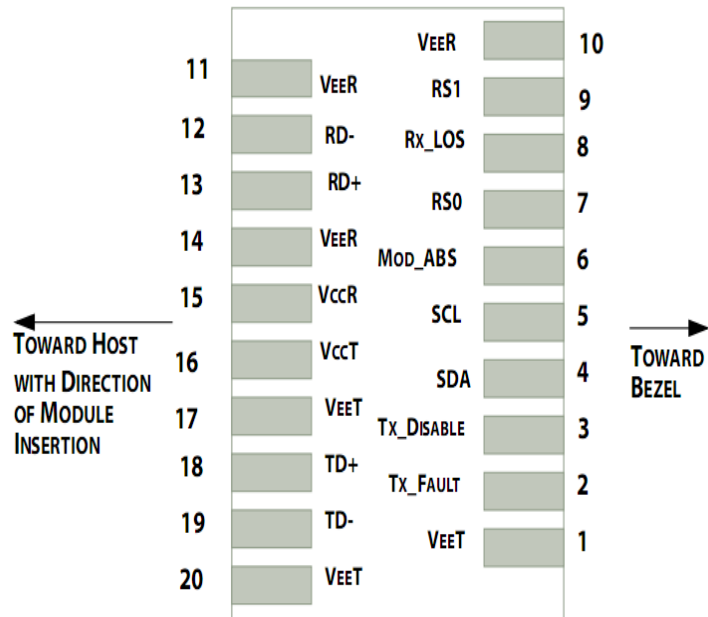 VEER 10
11 VEER
RS1 9
12 RD-
RX_LOS 8
13 RD+
RS0 7
14 VEER
MOD_ABS 6
15 VCCR
SCL 5
TOWARD HOST
WITH DIRECTION
OF MODULE
INSERTION
TOWARD
BEZEL
16 VCCT
SDA 4
17 VEET
TX_DISABLE 3
18 TD+
TX_FAULT 2
19 TD-
VEET 1
20 VEET